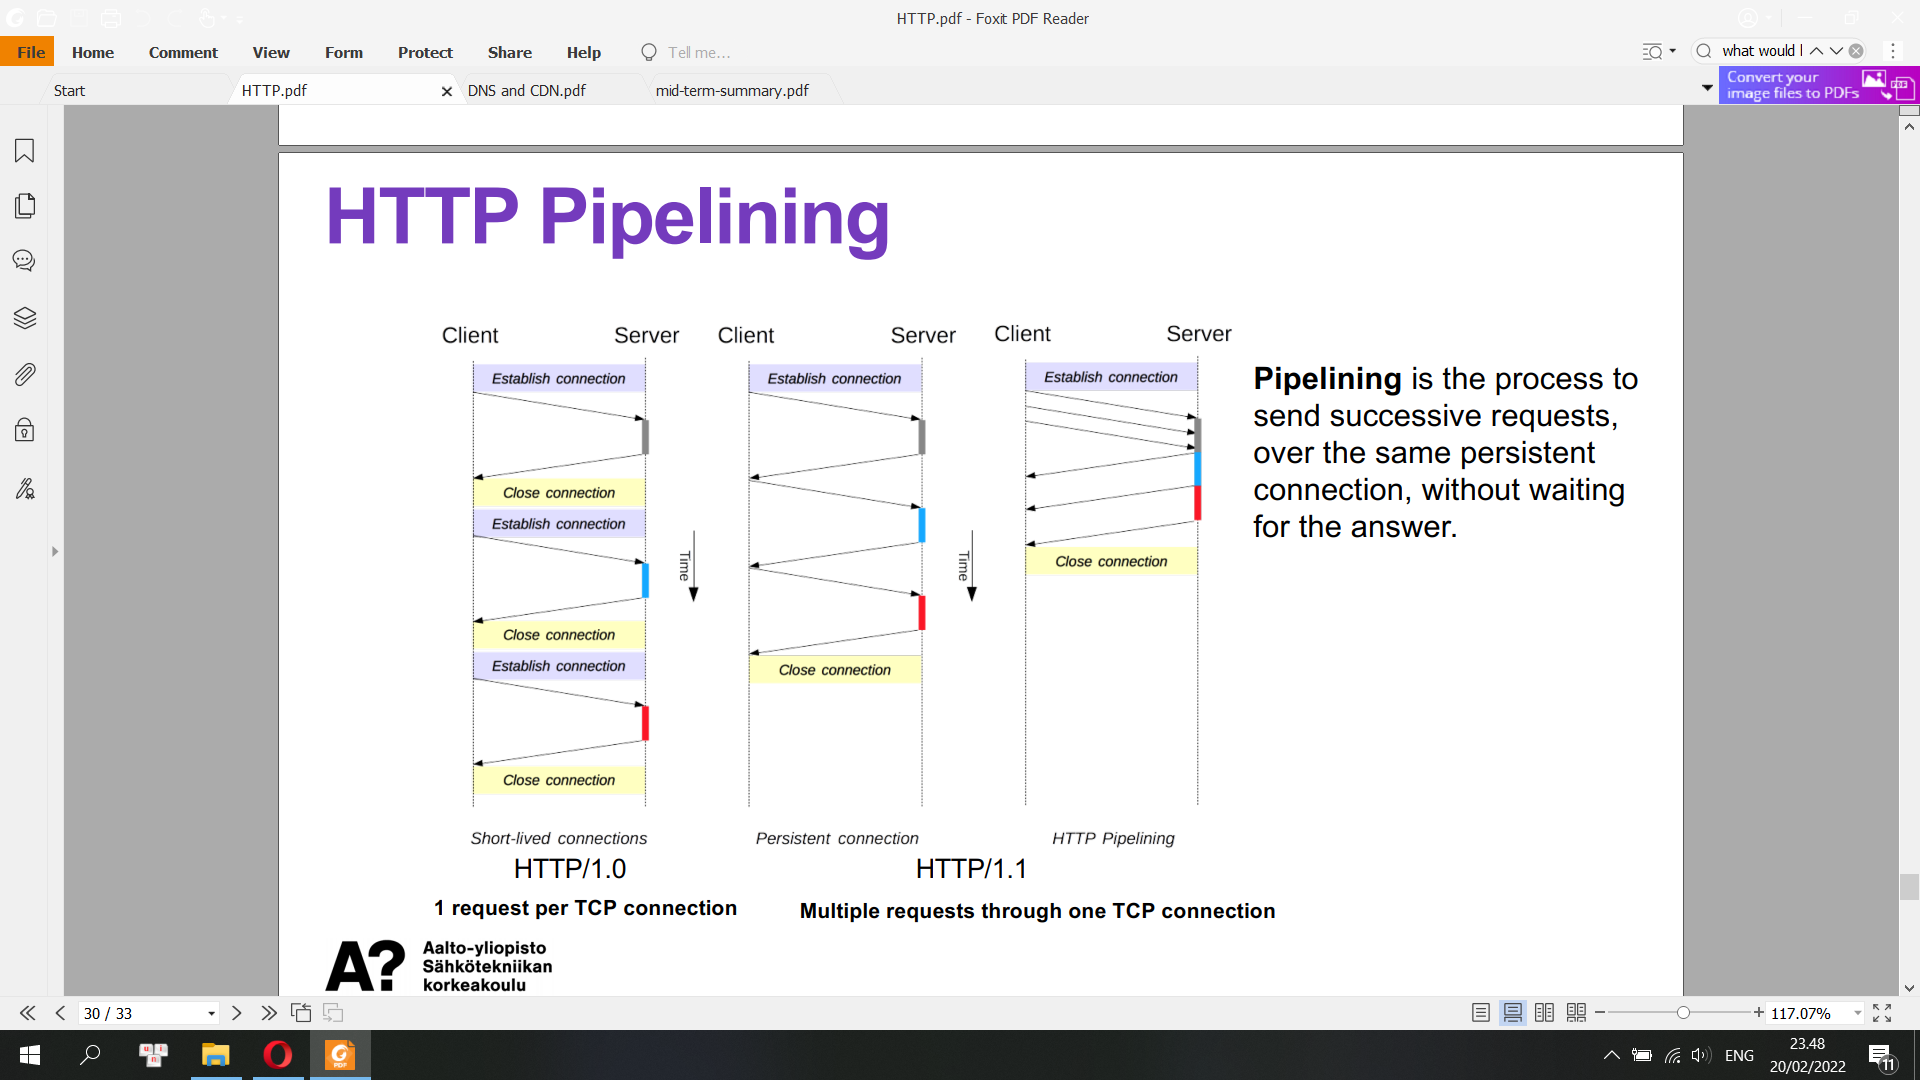 HTTP.pdf - Foxit PDF Reader
File Home Comment View Form Protect Share Help Tell me...
what would l
Start HTTP.pdf DNS and CDN.pdf mid-term-summary.pdf
Convert your
image files to PDFs
PDF
HTTP Pipelining
Client Server Client Server Client Server
Establish connection Establish connection Establish connection
Close connection
Establish connection
Close connection
Establish connection
Close connection
Time
Close connection
Time
Close connection
Pipelining is the process to
send successive requests,
over the same persistent
connection, without waiting
for the answer.
Short-lived connections Persistent connection HTTP Pipelining
HTTP/1.0 HTTP/1.1
1 request per TCP connection Multiple requests through one TCP connection
A?
Aalto-yliopisto
Sähkötekniikan
korkeakoulu
30 / 33
117.07%
u i n
PDF
ENG
23.48
20/02/2022
11